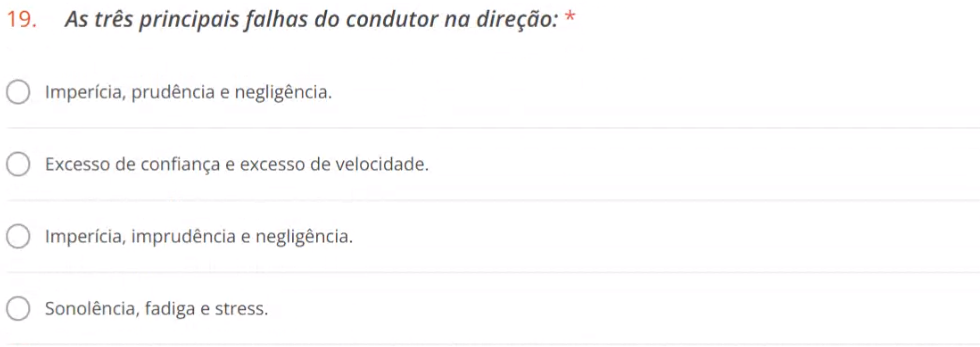 19. As três principais falhas do condutor na direção: *
Imperícia, prudência e negligência.
Excesso de confiança e excesso de velocidade.
Imperícia, imprudência e negligência.
Sonolência, fadiga e stress.